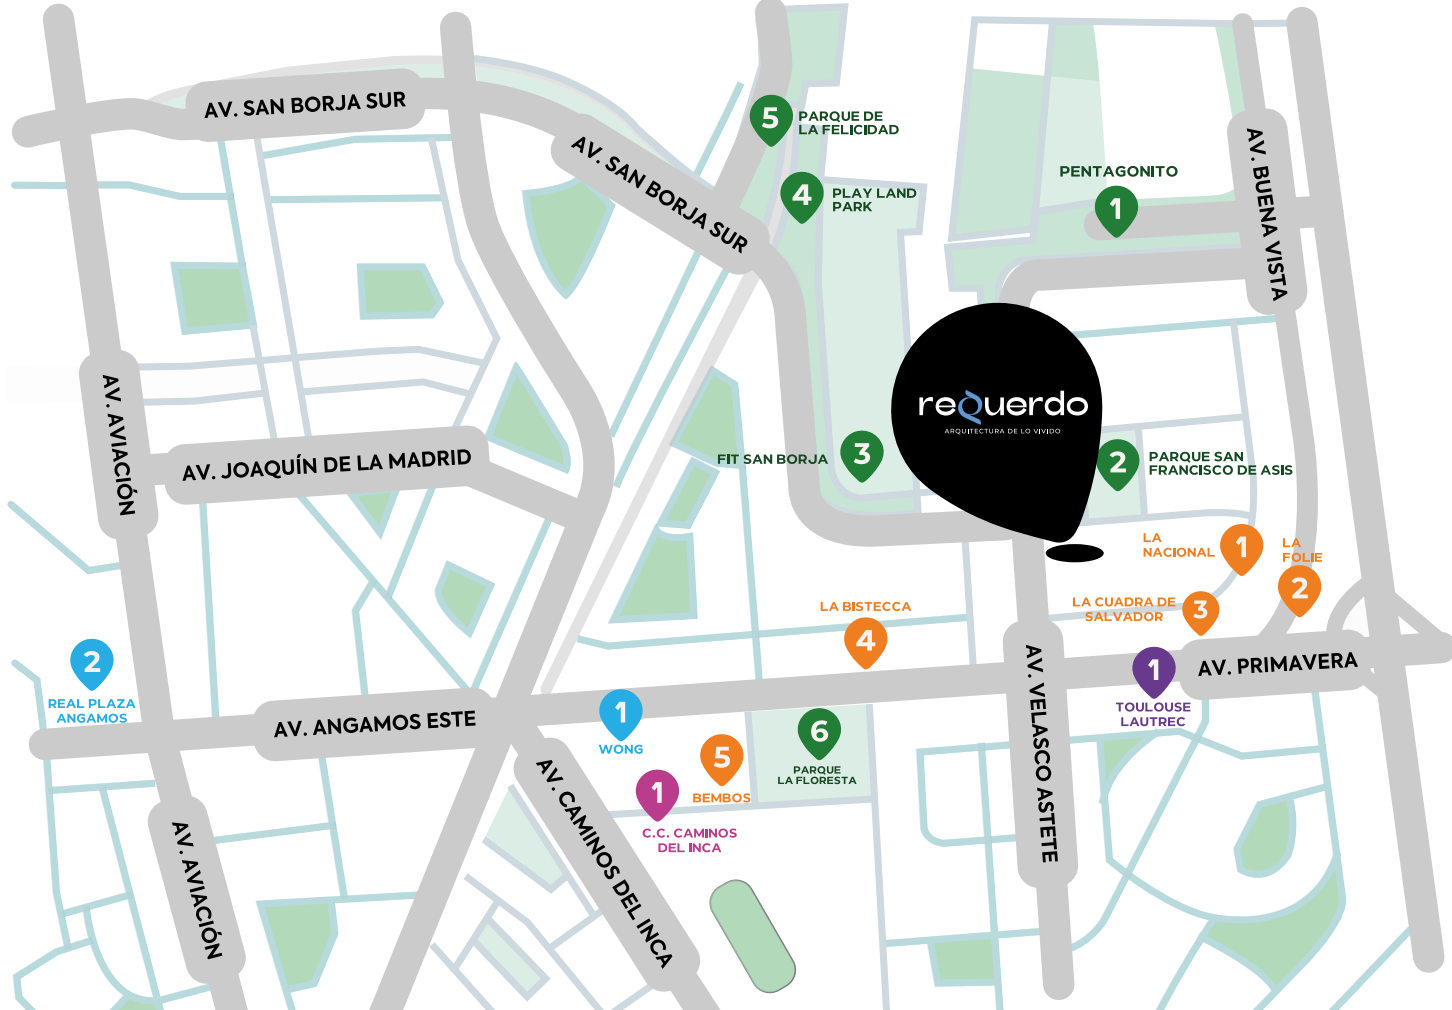 AV. SAN BORJA SUR
5
PARQUE DE
LA FELICIDAD
AV. SAN BORJA SUR
4
PLAY LAND
PARK
PENTAGONITO
1
AV. BUENA VISTA
AV. AVIACIÓN
requerdo
ARQUITECTURA DE LO VIVIDO
AV. JOAQUÍN DE LA MADRID
FIT SAN BORJA
3
2
PARQUE SAN
FRANCISCO DE ASIS
LA
NACIONAL
1
LA
FOLIE
2
LA BISTECCA
4
LA CUADRA DE
SALVADOR
3
2
REAL PLAZA
ANGAMOS
AV. ANGAMOS ESTE
1
WONG
AV. VELASCO ASTETE
1
TOULOUSE
LAUTREC
AV. PRIMAVERA
6
PARQUE
LA FLORESTA
5
BEMBOS
1
C.C. CAMINOS
DEL INCA
AV. CAMINOS DEL INCA
AV. AVIACIÓN